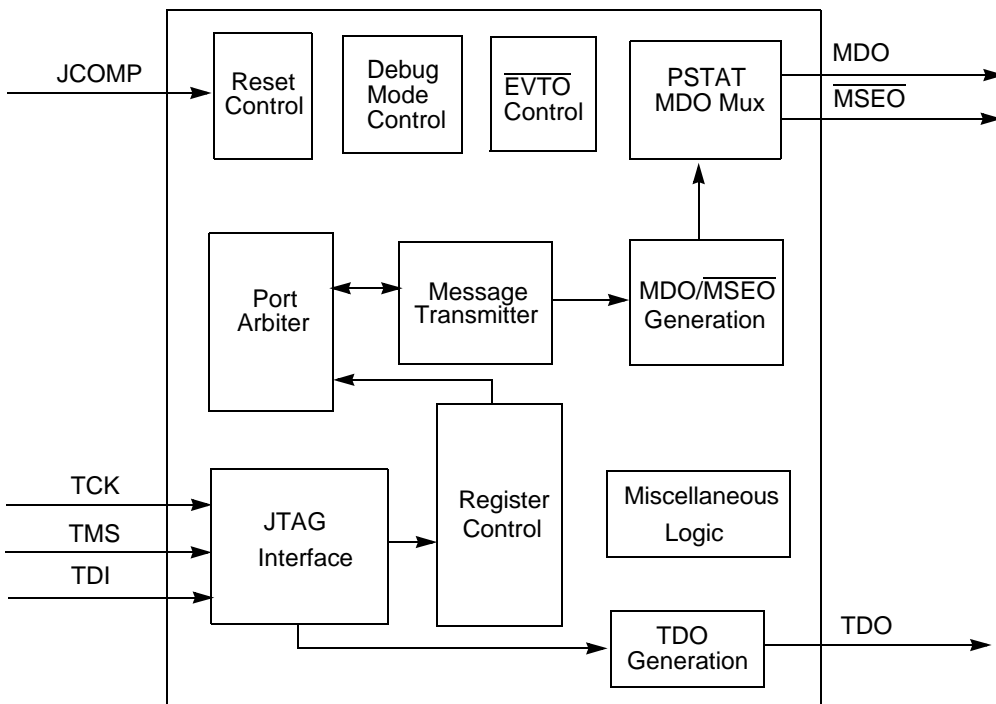 MDO
JCOMP
MSEO
Reset
Control
Debug
Mode
Control
EVTO
Control
PSTAT
MDO Mux
Port
Arbiter
Message
Transmitter
MDO/MSEO
Generation
TCK
TMS
TDI
JTAG
Interface
Register
Control
Miscellaneous
Logic
TDO
Generation
TDO